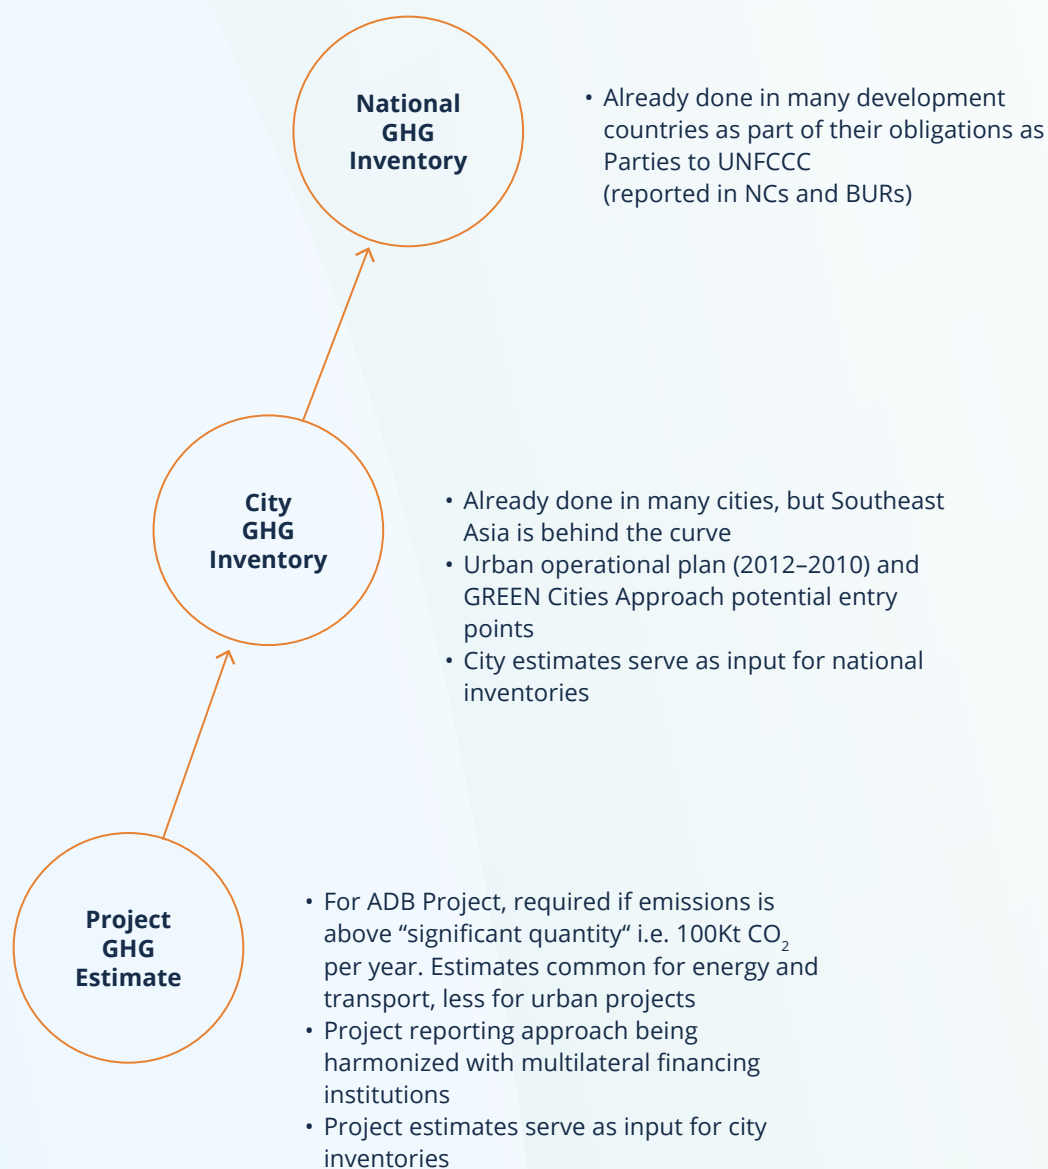 National
GHG
Inventory
• Already done in many development
countries as part of their obligations as
Parties to UNFCCC
(reported in NCs and BURs)
City
GHG
Inventory
• Already done in many cities, but Southeast
Asia is behind the curve
• Urban operational plan (2012–2010) and
GREEN Cities Approach potential entry
points
• City estimates serve as input for national
inventories
Project
GHG
Estimate
• For ADB Project, required if emissions is
above “significant quantity“ i.e. 100Kt CO₂
per year. Estimates common for energy and
transport, less for urban projects
• Project reporting approach being
harmonized with multilateral financing
institutions
• Project estimates serve as input for city
inventories